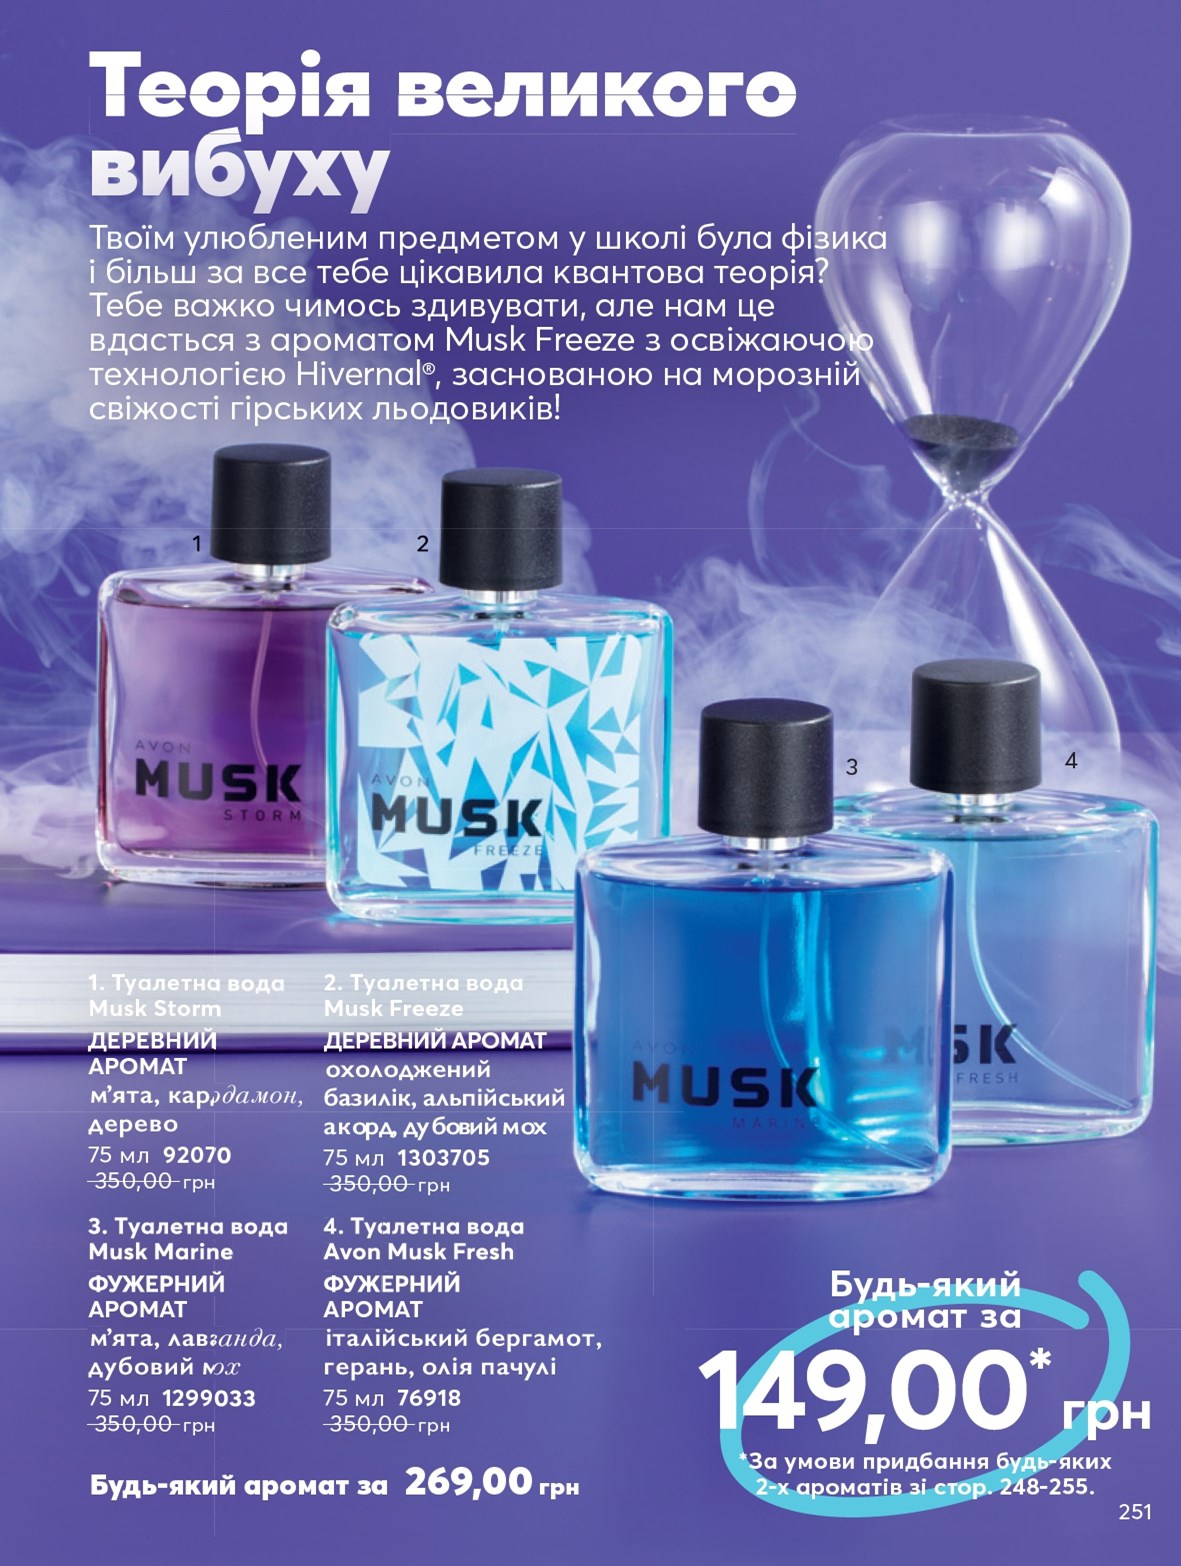 Теорія великого
вибуху
Твоїм улюбленим предметом у школі була фізика
і більш за все тебе цікавила квантова теорія?
Тебе важко чимось здивувати, але нам це
вдасться з ароматом Musk Freeze з освіжаючою
технологією Hivernal®, заснованою на морозній
свіжості гірських льодовиків!
1
2
AVON
MUSK
STORM
AVON
MUSK
FREEZE
3
4
AVON
MUSK
MARINE
MUSK
FRESH
1. Туалетна вода
Musk Storm
ДЕРЕВНИЙ
АРОМАТ
м'ята, кардамон,
дерево
75 мл 92070
350,00 грн
2. Туалетна вода
Musk Freeze
ДЕРЕВНИЙ АРОМАТ
охолоджений
базилік, альпійський
акорд, дубовий мох
75 мл 1303705
350,00 грн
3. Туалетна вода
Musk Marine
ФУЖЕРНИЙ
АРОМАТ
м'ята, лаванда,
дубовий мох
75 мл 1299033
350,00 грн
4. Туалетна вода
Avon Musk Fresh
ФУЖЕРНИЙ
АРОМАТ
італійський бергамот,
герань, олія пачулі
75 мл 76918
350,00 грн
Будь-який аромат за 269,00 грн
Будь-який
аромат за
149,00* грн
*За умови придбання будь-яких
2-х ароматів зі стор. 248-255.
251